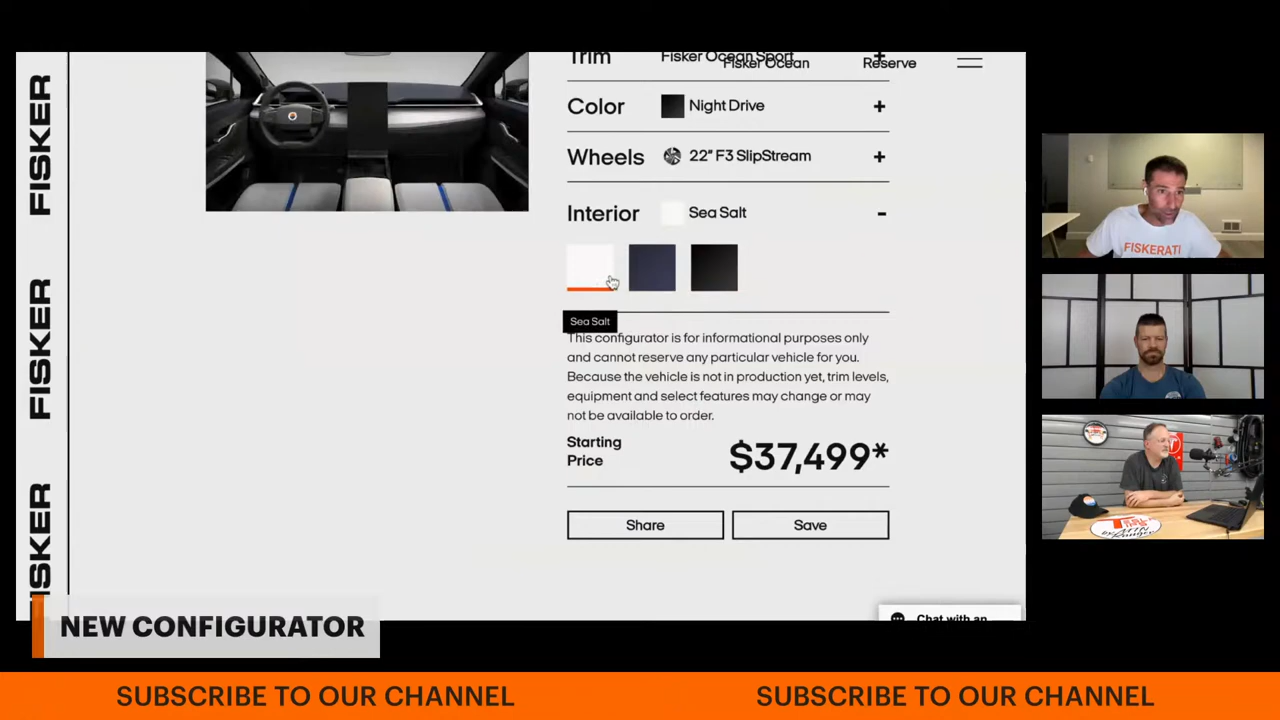 FISKER
FISKER
FISKER
Trim Fisker Ocean Sport +
Fisker Ocean Reserve
Color Night Drive +
Wheels 22” F3 SlipStream +
Interior Sea Salt -
Sea Salt
This configurator is for informational purposes only
and cannot reserve any particular vehicle for you.
Because the vehicle is not in production yet, trim levels,
equipment and select features may change or may
not be available to order.
Starting
Price
$37,499*
Share Save
Chat with an
FISKERATI
NEW CONFIGURATOR
SUBSCRIBE TO OUR CHANNEL SUBSCRIBE TO OUR CHANNEL